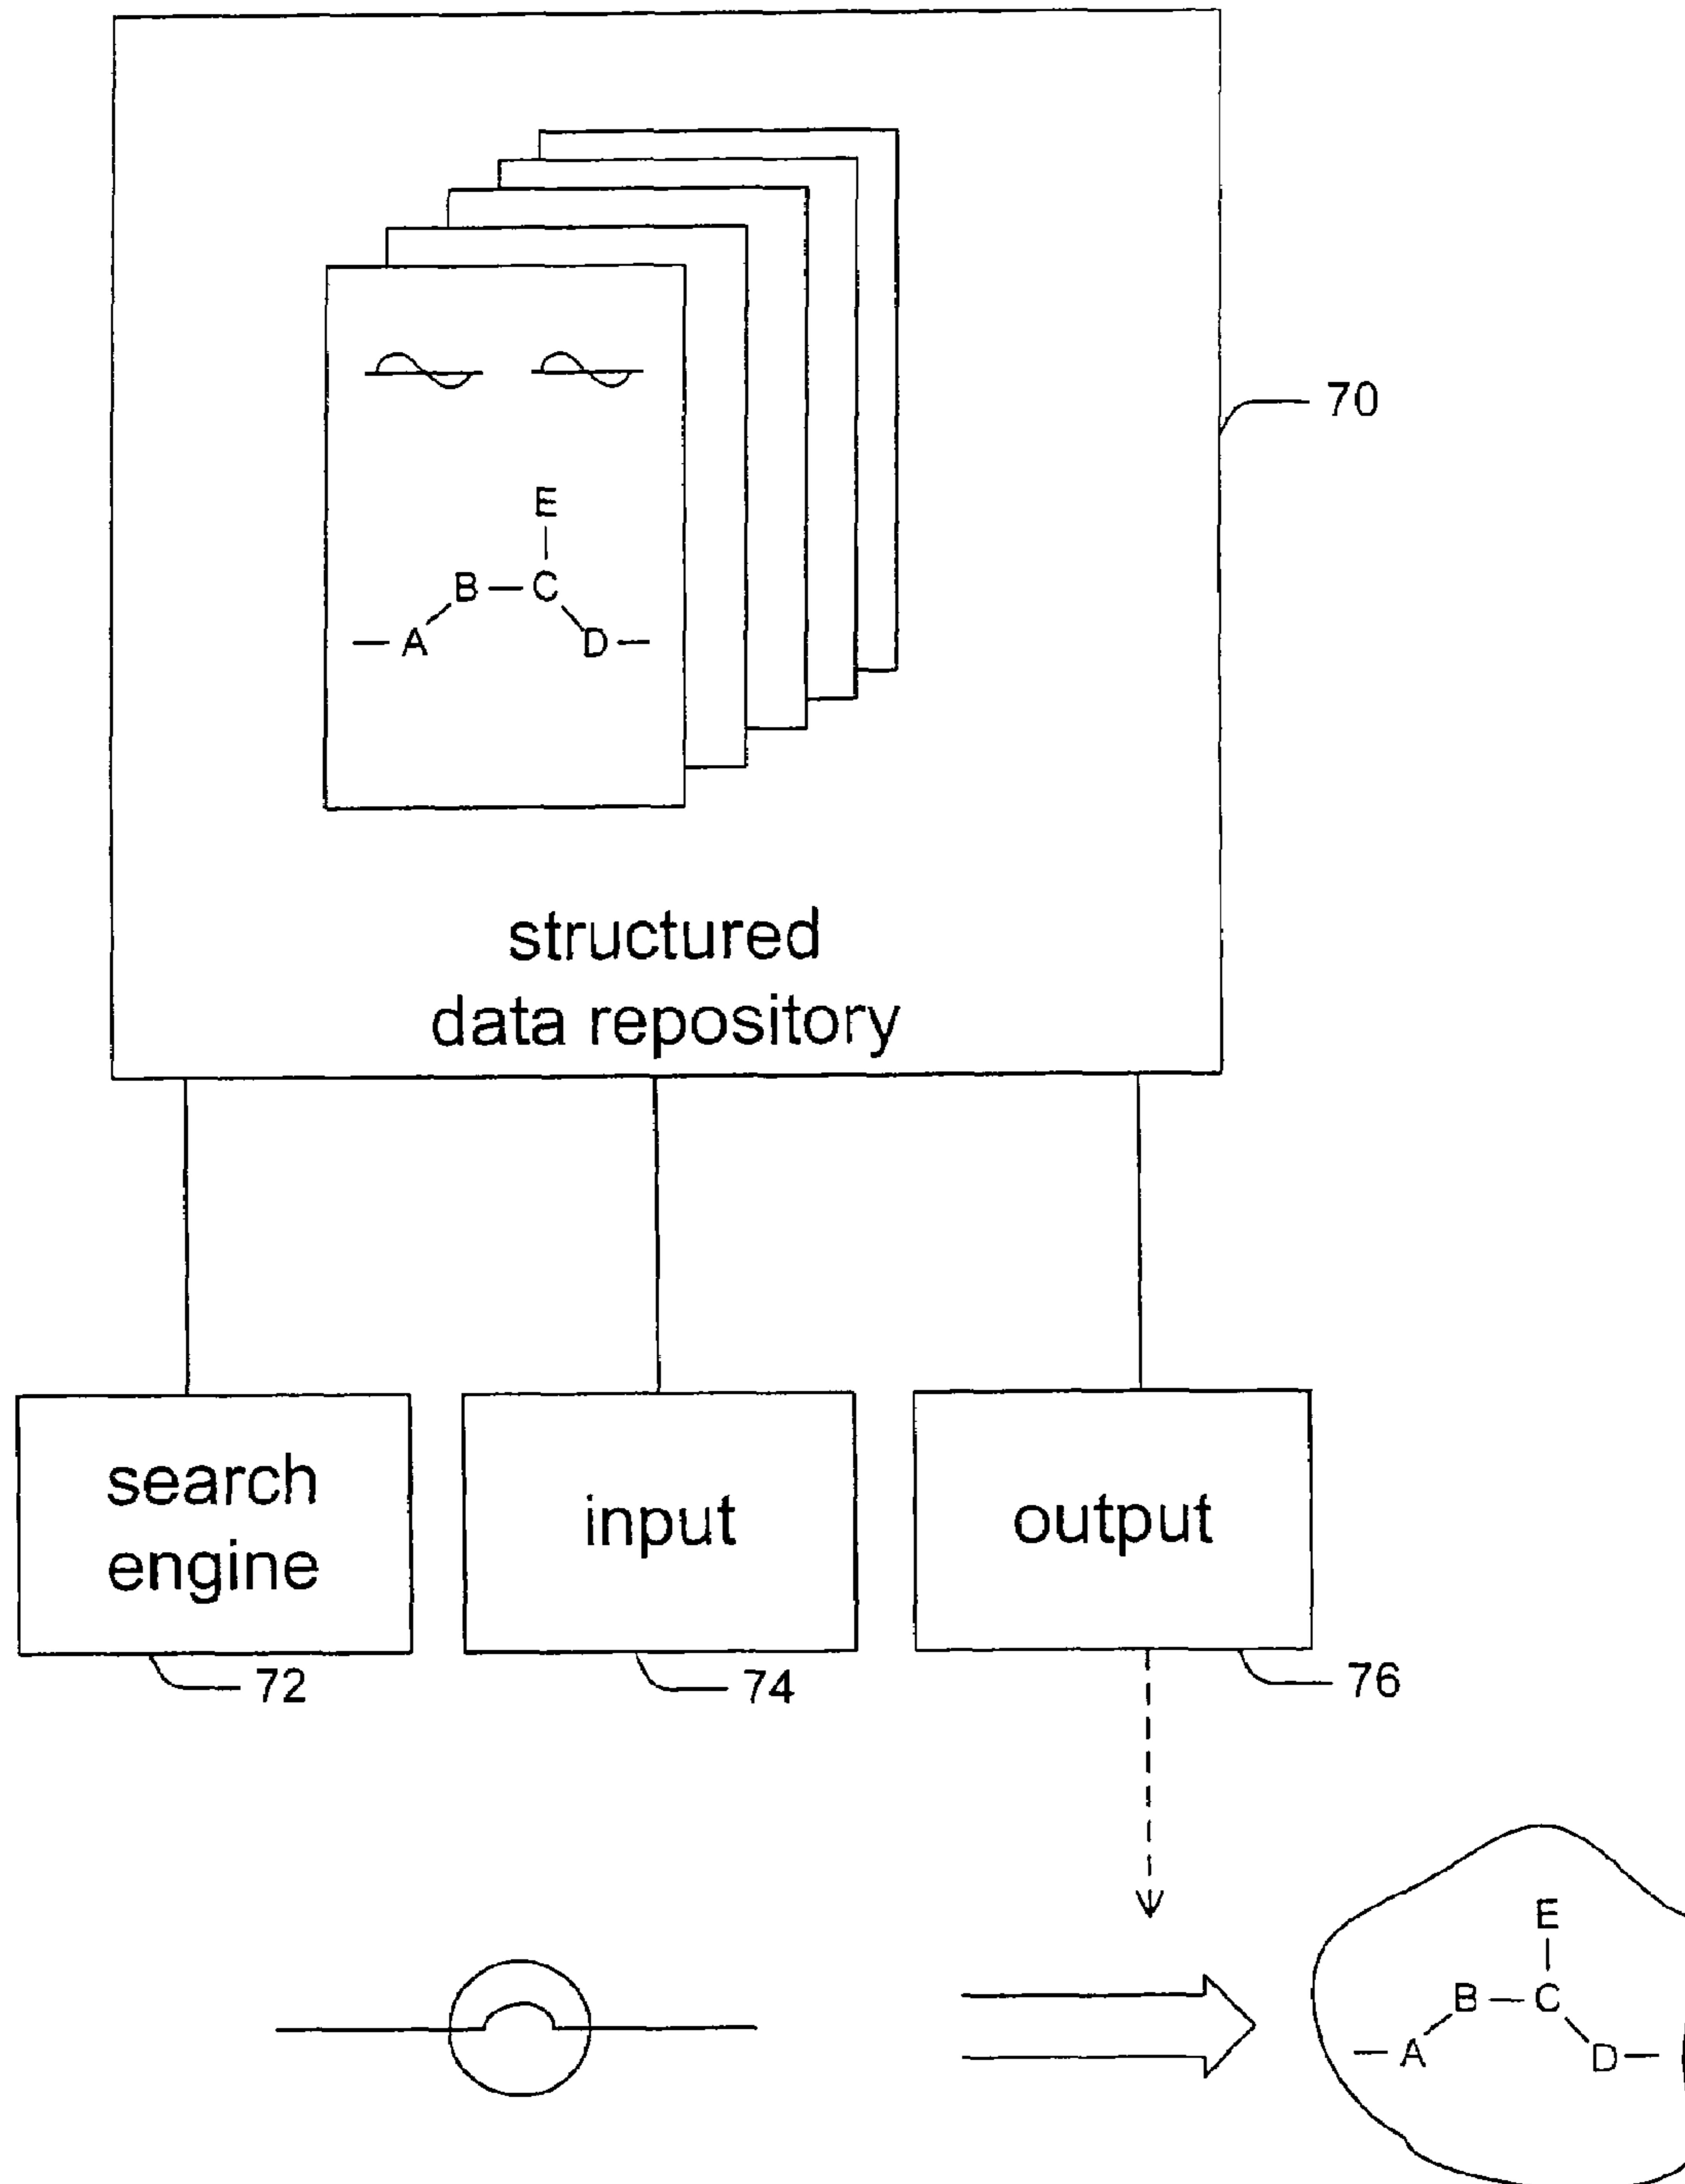 70
E
B — C
— A D —
structured
data repository
search
engine
input
output
72
74
76
E
B — C
— A D —